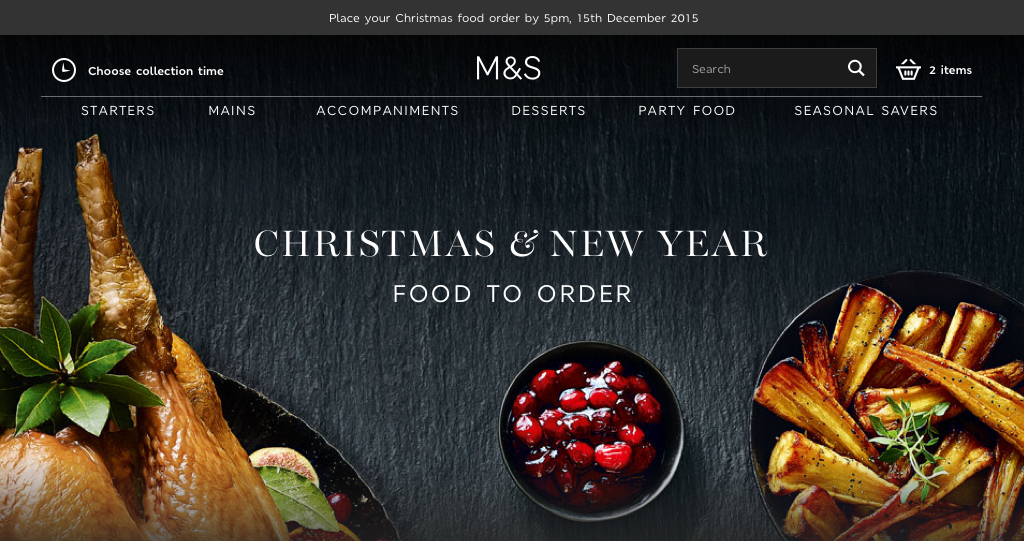 Place your Christmas food order by 5pm, 15th December 2015
Choose collection time
M&S
Search
2 items
STARTERS
MAINS
ACCOMPANIMENTS
DESSERTS
PARTY FOOD
SEASONAL SAVERS
CHRISTMAS & NEW YEAR
FOOD TO ORDER